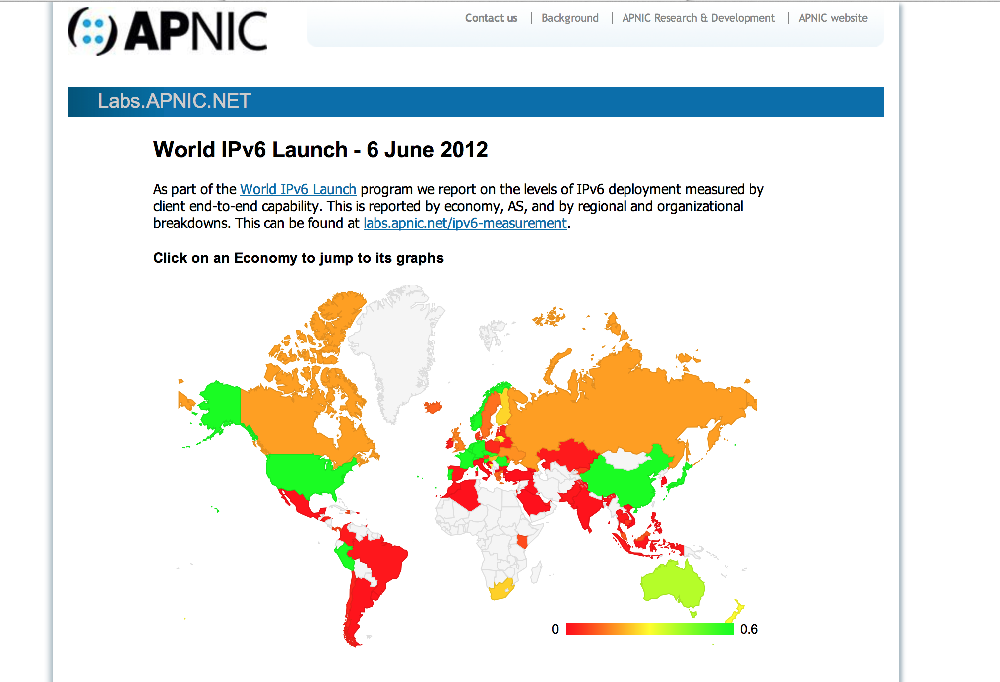 APNIC
Contact us | Background | APNIC Research & Development | APNIC website
Labs.APNIC.NET
World IPv6 Launch - 6 June 2012
As part of the World IPv6 Launch program we report on the levels of IPv6 deployment measured by
client end-to-end capability. This is reported by economy, AS, and by regional and organizational
breakdowns. This can be found at labs.apnic.net/ipv6-measurement.
Click on an Economy to jump to its graphs
0 0.6